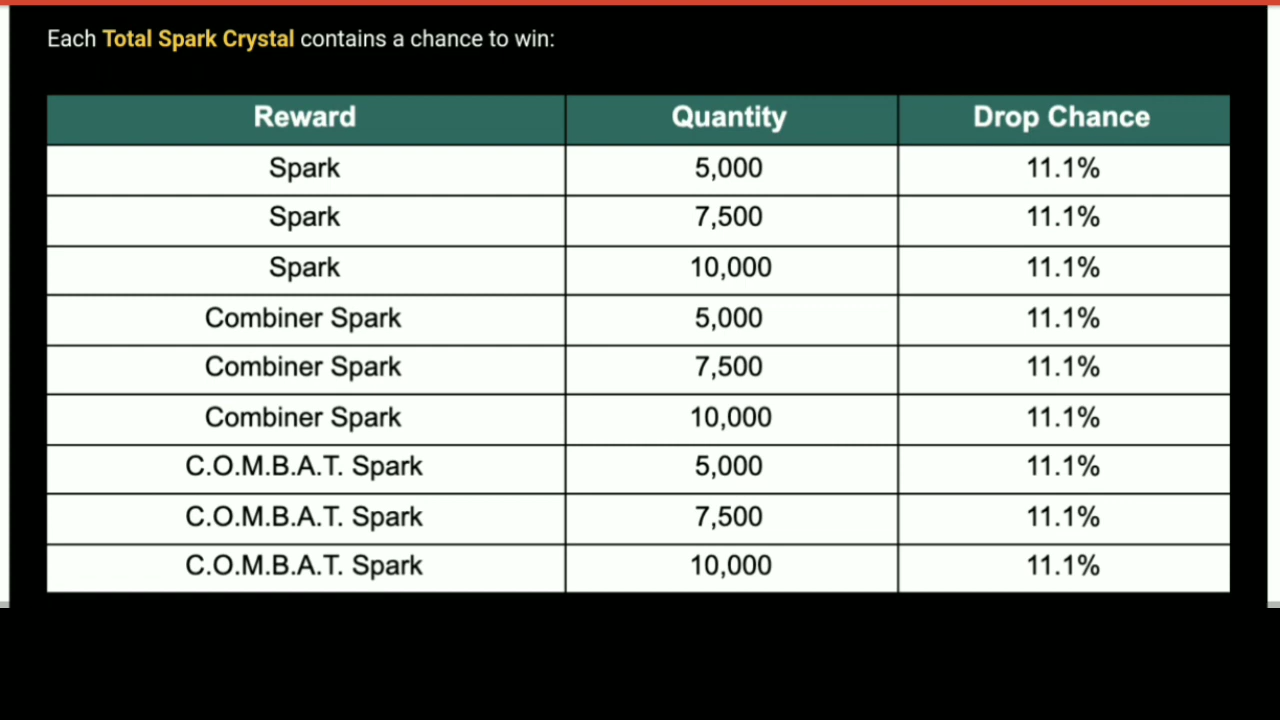 Each Total Spark Crystal contains a chance to win:
Reward Quantity Drop Chance
Spark 5,000 11.1%
Spark 7,500 11.1%
Spark 10,000 11.1%
Combiner Spark 5,000 11.1%
Combiner Spark 7,500 11.1%
Combiner Spark 10,000 11.1%
C.O.M.B.A.T. Spark 5,000 11.1%
C.O.M.B.A.T. Spark 7,500 11.1%
C.O.M.B.A.T. Spark 10,000 11.1%